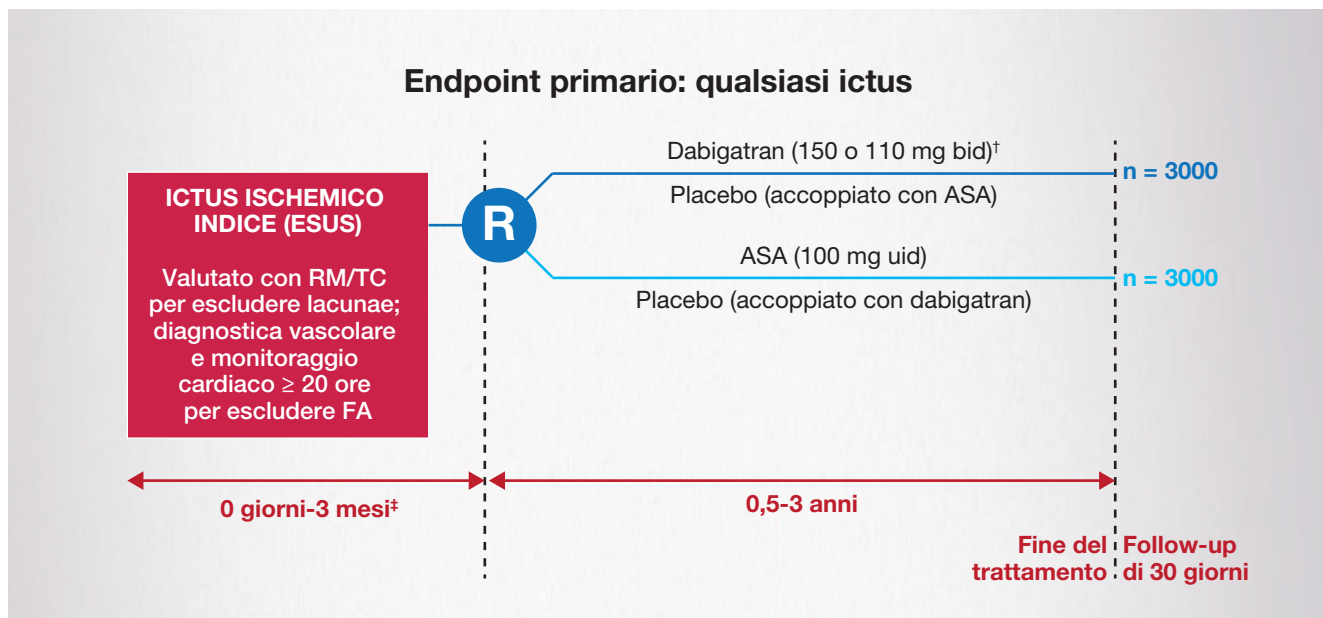 Endpoint primario: qualsiasi ictus
ICTUS ISCHEMICO
INDICE (ESUS)
Valutato con RM/TC
per escludere lacunae;
diagnostica vascolare
e monitoraggio
cardiaco ≥ 20 ore
per escludere FA
R
Dabigatran (150 o 110 mg bid)†
Placebo (accoppiato con ASA)
n = 3000
ASA (100 mg uid)
Placebo (accoppiato con dabigatran)
n = 3000
0 giorni-3 mesi‡
0,5-3 anni
Fine del
trattamento
Follow-up
di 30 giorni